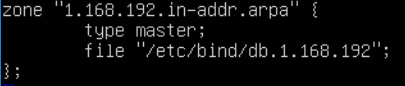 zone "1.168.192.in-addr.arpa" {
        type master;
        file "/etc/bind/db.1.168.192";
};